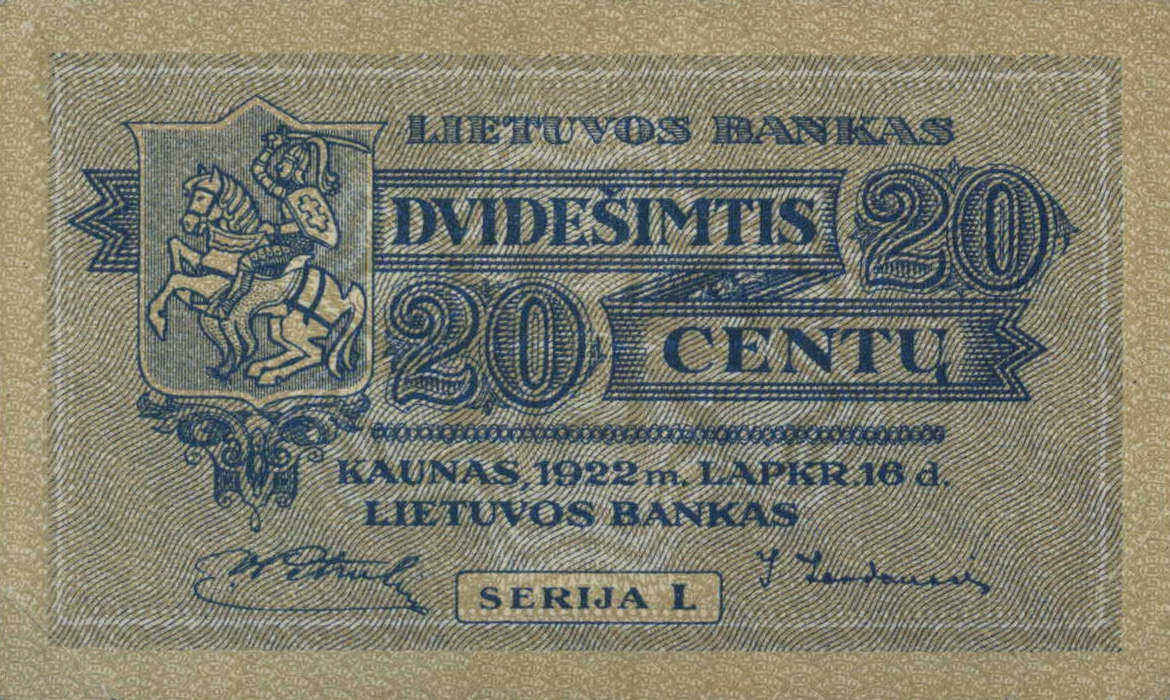 LIETUVOS BANKAS
DVIDEŠIMTIS 20
20 CENTŲ
KAUNAS, 1922 m. LAPKR. 16 d.
LIETUVOS BANKAS
SERIJA L